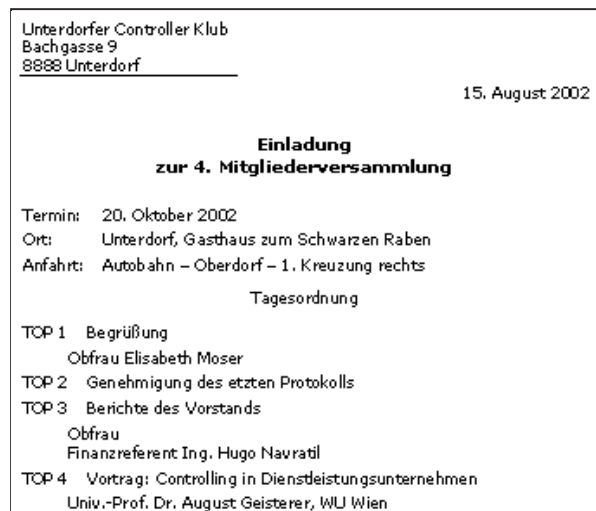 Unterdorfer Controller Klub
Bachgasse 9
8888 Unterdorf
15. August 2002
Einladung
zur 4. Mitgliederversammlung
Termin: 20. Oktober 2002
Ort: Unterdorf, Gasthaus zum Schwarzen Raben
Anfahrt: Autobahn – Oberdorf – 1. Kreuzung rechts
Tagesordnung
TOP 1 Begrüßung
Obfrau Elisabeth Moser
TOP 2 Genehmigung des etzten Protokolls
TOP 3 Berichte des Vorstands
Obfrau
Finanzreferent Ing. Hugo Navratil
TOP 4 Vortrag: Controlling in Dienstleistungsunternehmen
Univ.-Prof. Dr. August Geisterer, WU Wien